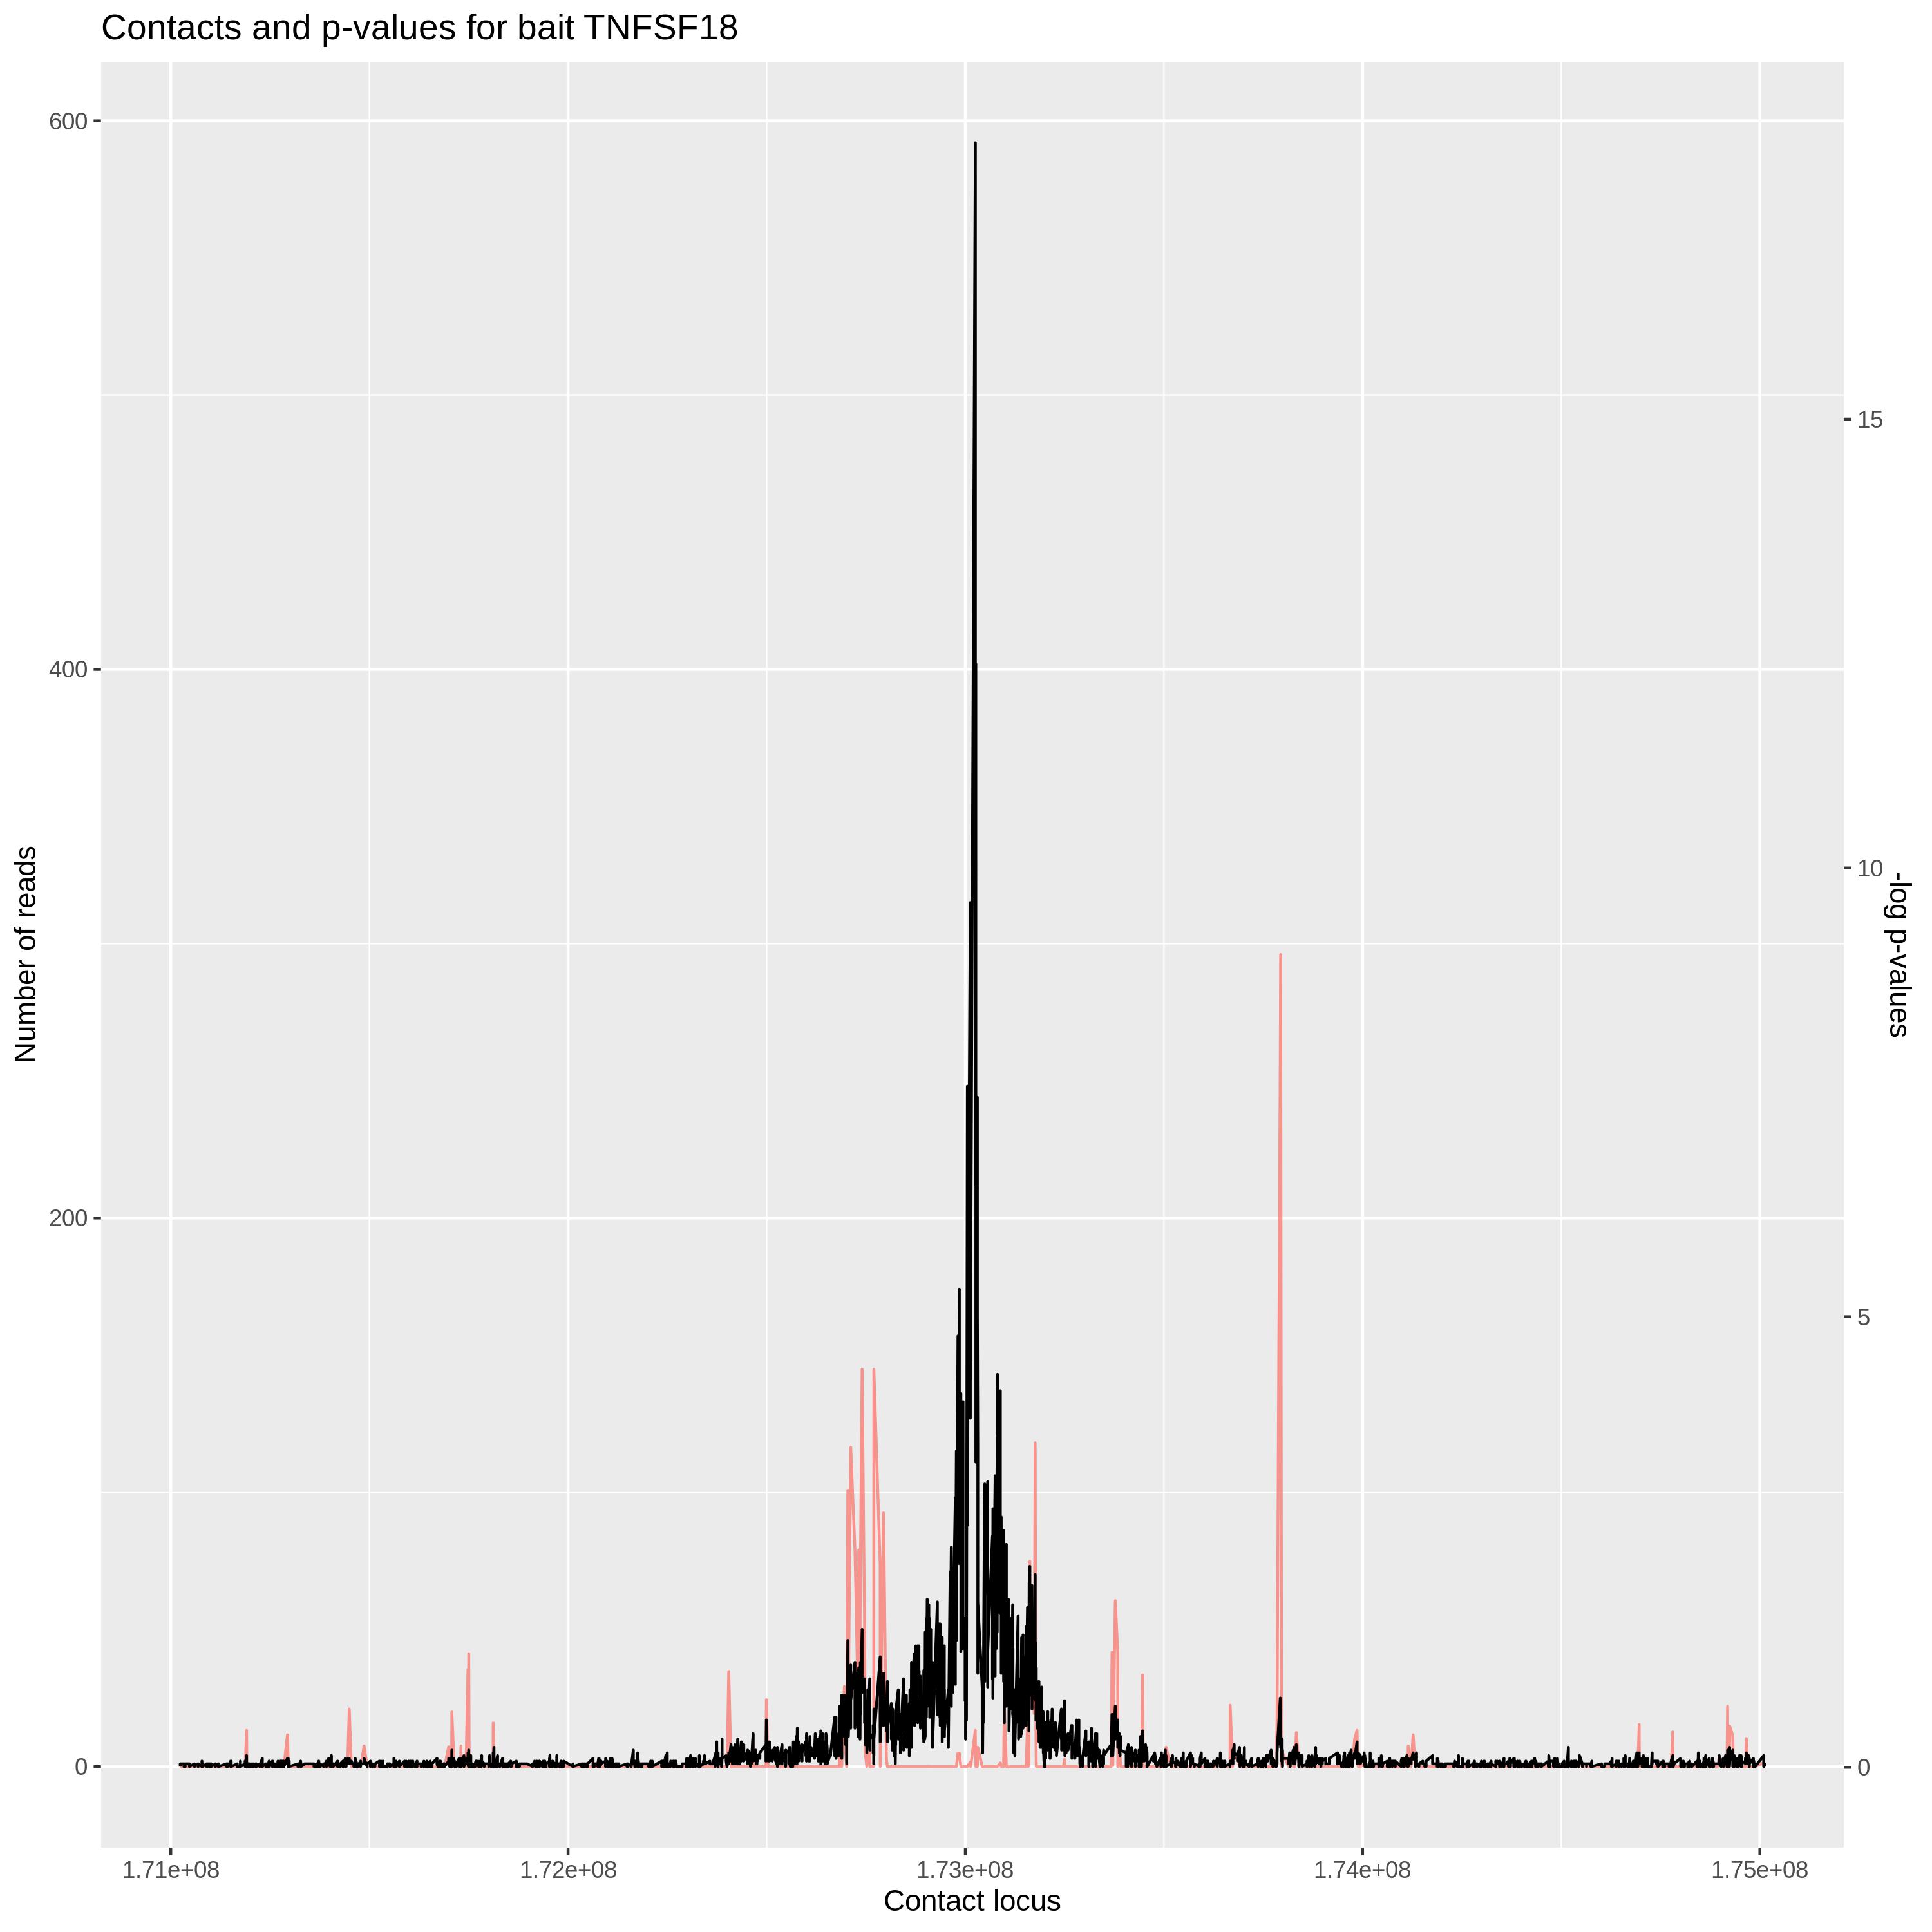 Contacts and p-values for bait TNFSF18
600
400
200
0
Number of reads
15
10
5
0
-log p-values
1.71e+08
1.72e+08
1.73e+08
1.74e+08
1.75e+08
Contact locus